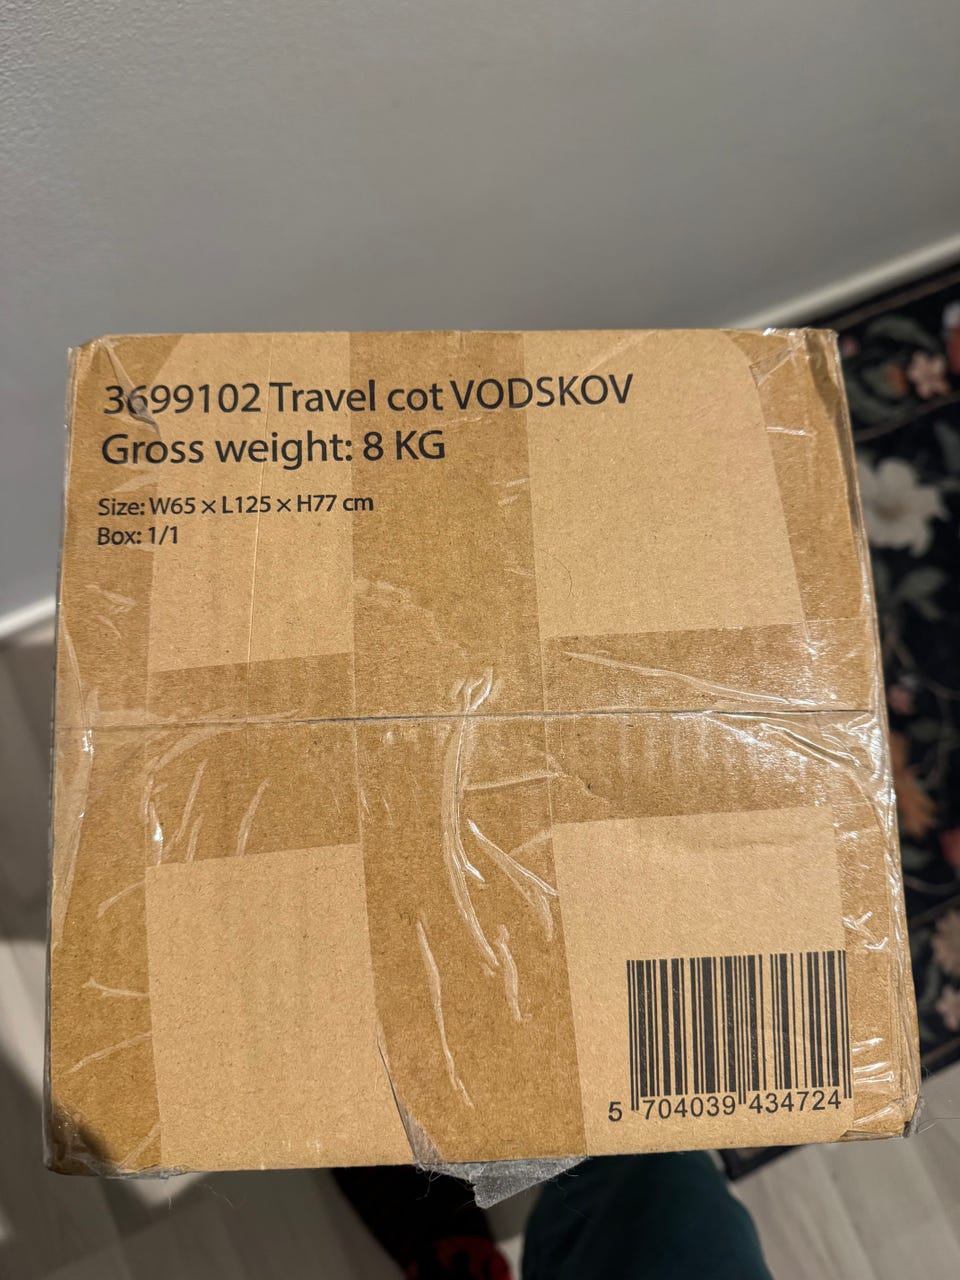 3699102 Travel cot VODSKOV
Gross weight: 8 KG
Size: W65 × L125 × H77 cm
Box: 1/1
5 704039 434724